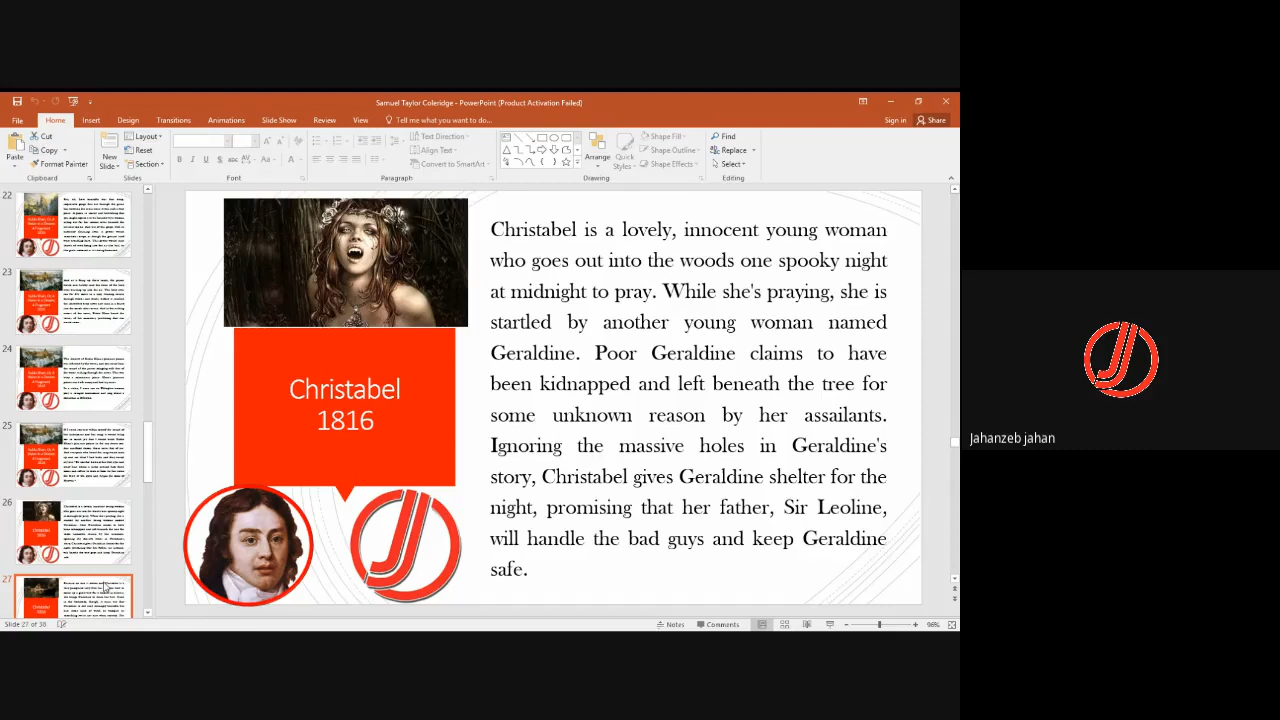 Samuel Taylor Coleridge - PowerPoint (Product Activation Failed)
File Home Insert Design Transitions Animations Slide Show Review View Tell me what you want to do... Sign in Share
Paste
Cut
Copy
Format Painter
Clipboard
New
Slide
Layout
Reset
Section
Slides
Font
Text Direction
Align Text
Convert to SmartArt
Paragraph
Arrange
Quick
Styles
Shape Fill
Shape Outline
Shape Effects
Drawing
Find
Replace
Select
Editing
22
23
24
25
26
27
Christabel
1816
Christabel is a lovely, innocent young woman
who goes out into the woods one spooky night
at midnight to pray. While she's praying, she is
startled by another young woman named
Geraldine. Poor Geraldine claims to have
been kidnapped and left beneath the tree for
some unknown reason by her assailants.
Ignoring the massive holes in Geraldine's
story, Christabel gives Geraldine shelter for the
night, promising that her father, Sir Leoline,
will handle the bad guys and keep Geraldine
safe.
Slide 27 of 38
Notes Comments 96%
Jahanzeb jahan